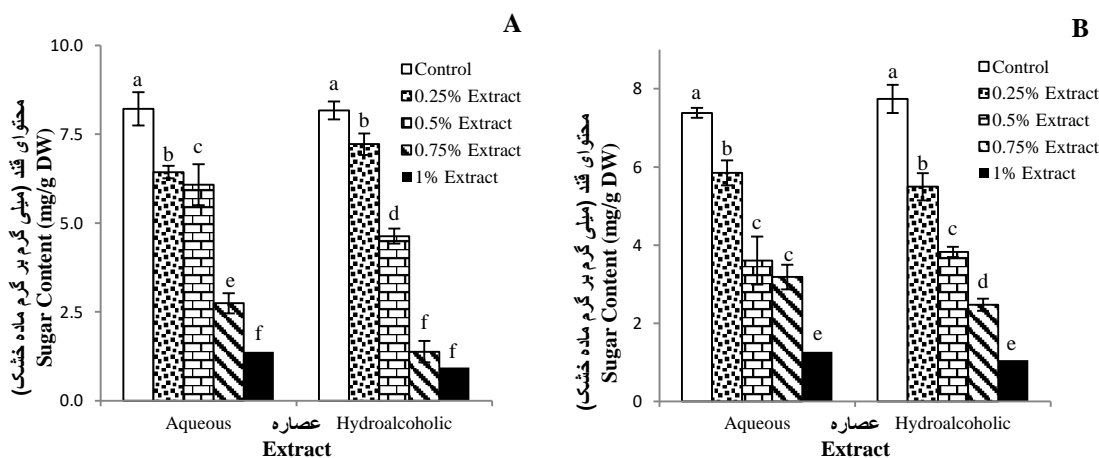 A
10.0
7.5
5.0
2.5
0.0
محتوای قند (میلی گرم بر گرم ماده خشک)
Sugar Content (mg/g DW)
Control
0.25% Extract
0.5% Extract
0.75% Extract
1% Extract
a
b
c
e
f
a
b
d
f
f
Aqueous
عصاره
Hydroalcoholic
Extract
B
8
6
4
2
0
محتوای قند (میلی گرم بر گرم ماده خشک)
Sugar Content (mg/g DW)
Control
0.25% Extract
0.5% Extract
0.75% Extract
1% Extract
a
b
c
c
e
a
b
c
d
e
Aqueous
عصاره
Hydroalcoholic
Extract